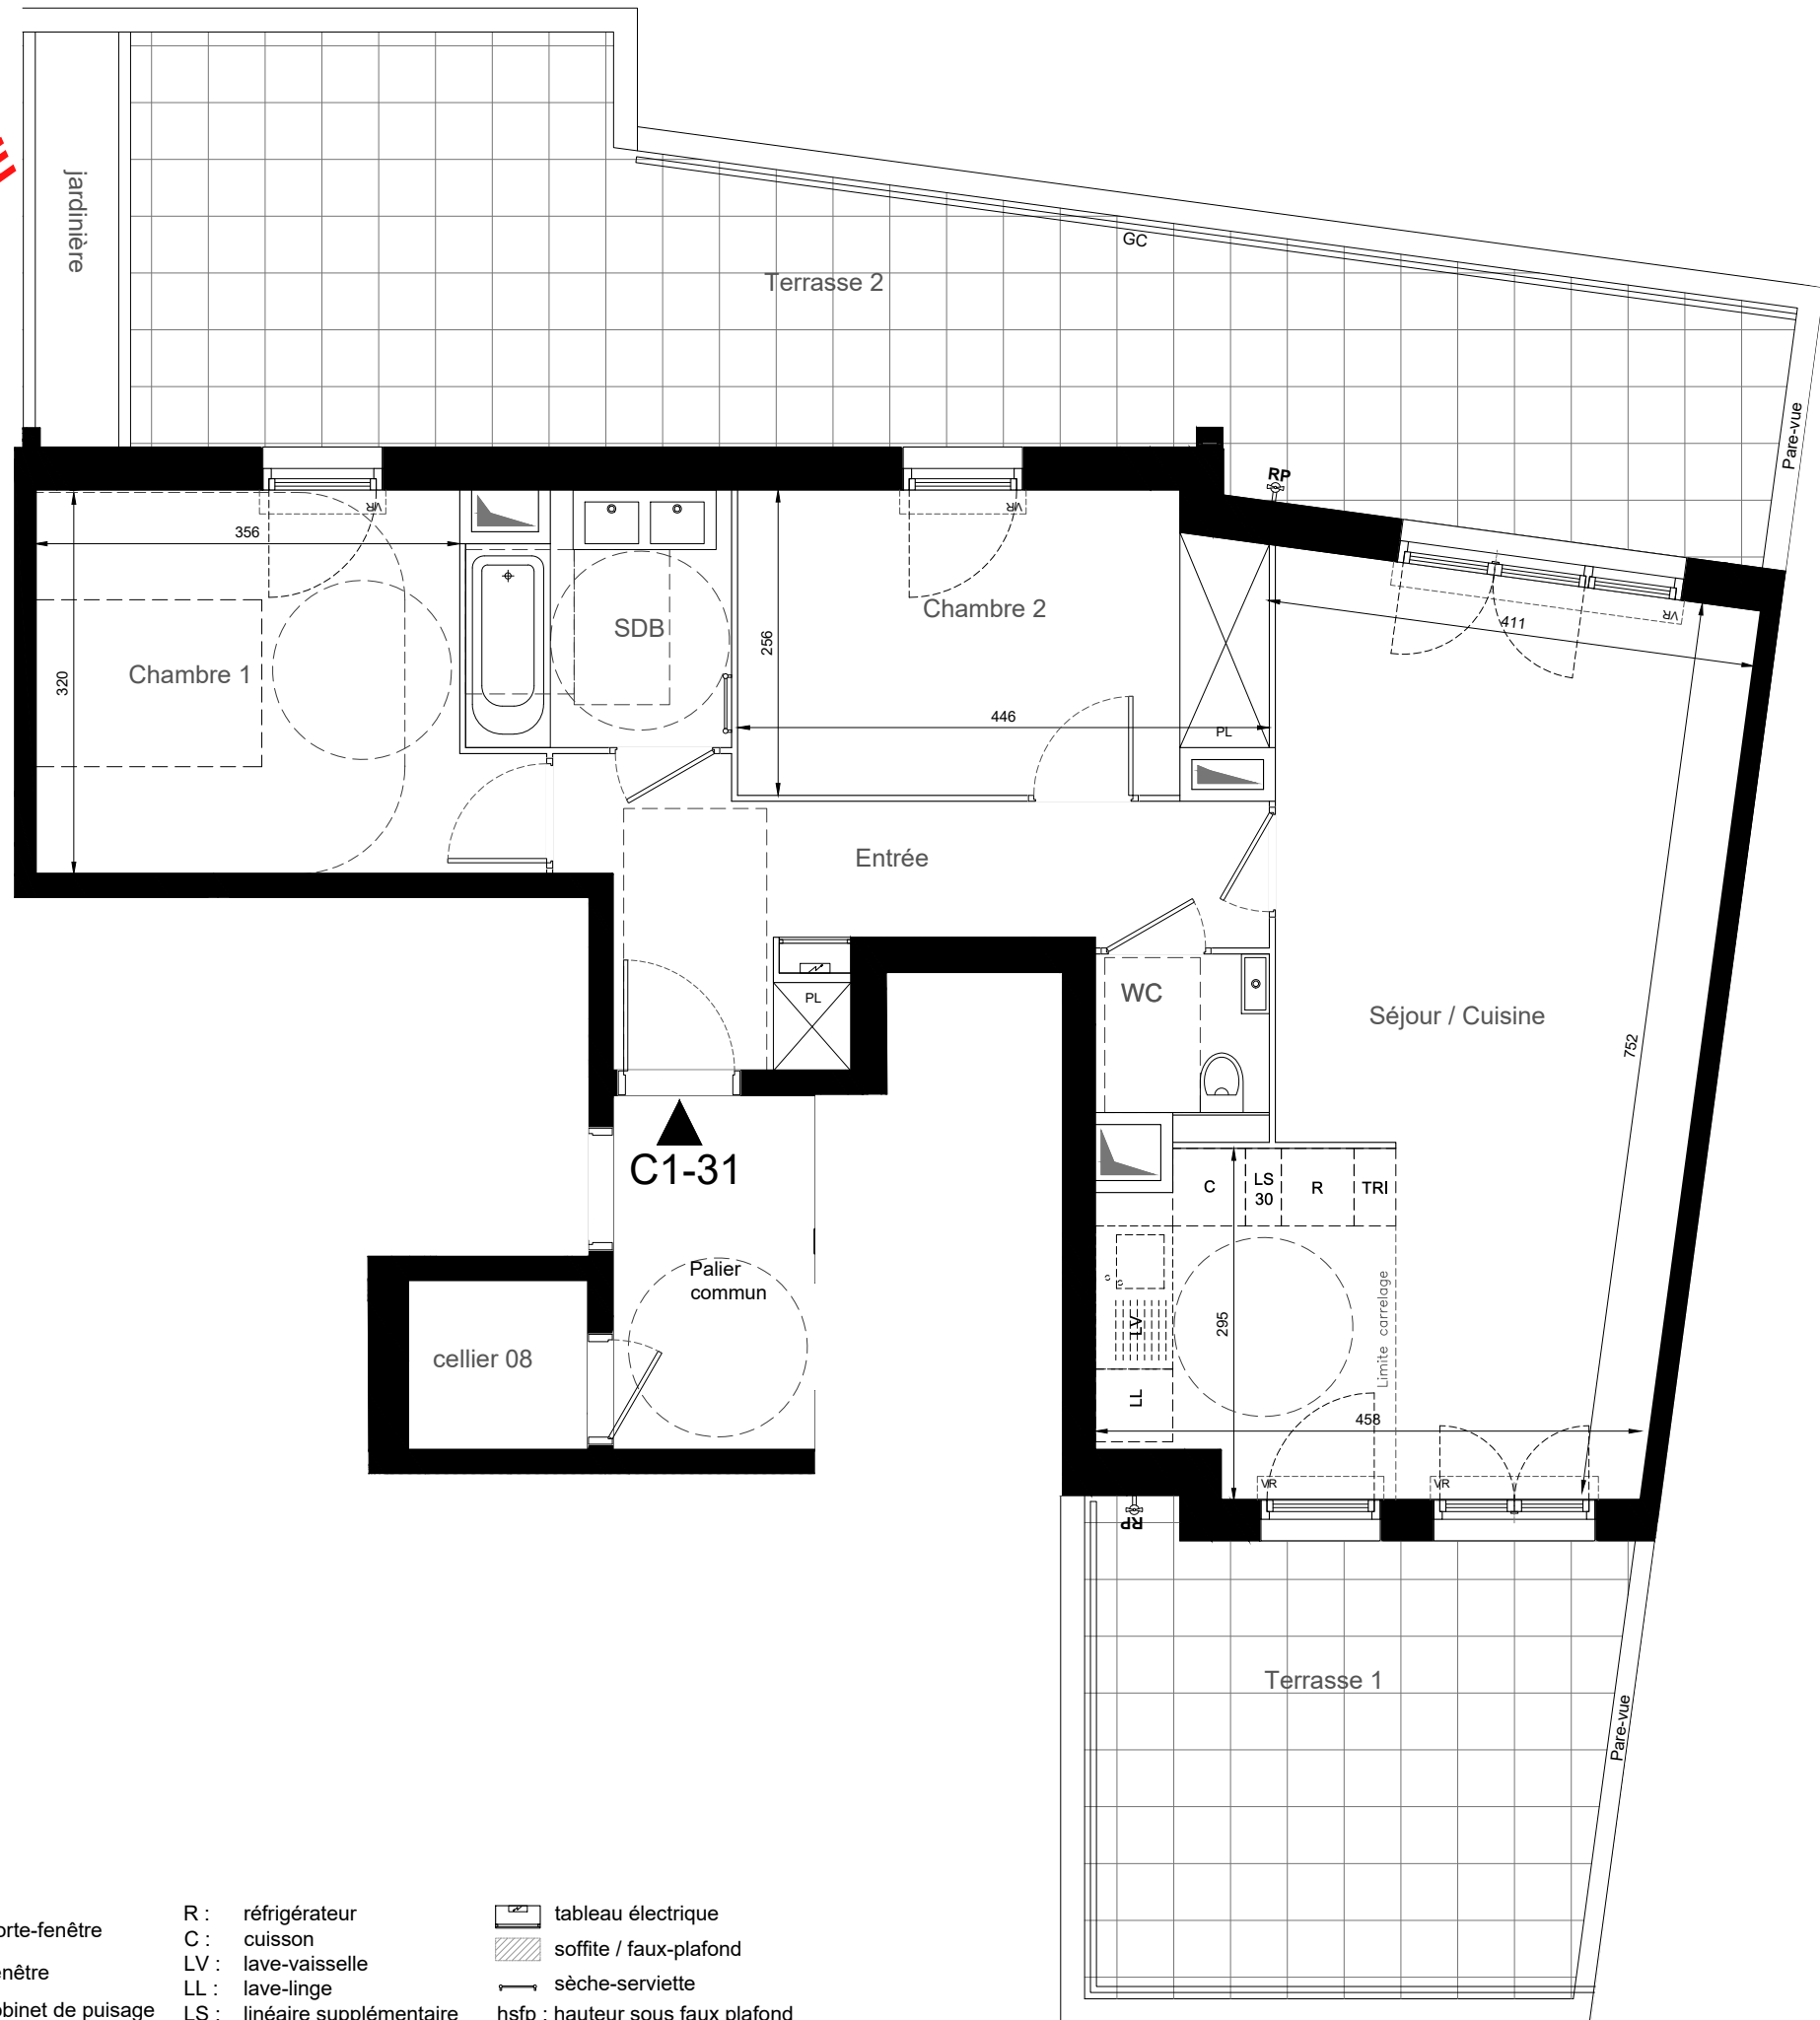 jardinière
Terrasse 2
GC
Pare-vue
RP
VR
VR
VR
356
320
Chambre 1
SDB
256
Chambre 2
446
PL
411
752
Entrée
PL
WC
Séjour / Cuisine
C1-31
C
LS
30
R
TRI
Palier
commun
cellier 08
LV
LL
295
Limite carrelage
458
VR
VR
RP
Terrasse 1
Pare-vue
orte-fenêtre
enêtre
obinet de puisage
R : réfrigérateur
C : cuisson
LV : lave-vaisselle
LL : lave-linge
LS : linéaire supplémentaire
tableau électrique
soffite / faux-plafond
sèche-serviette
hsfp : hauteur sous faux plafond